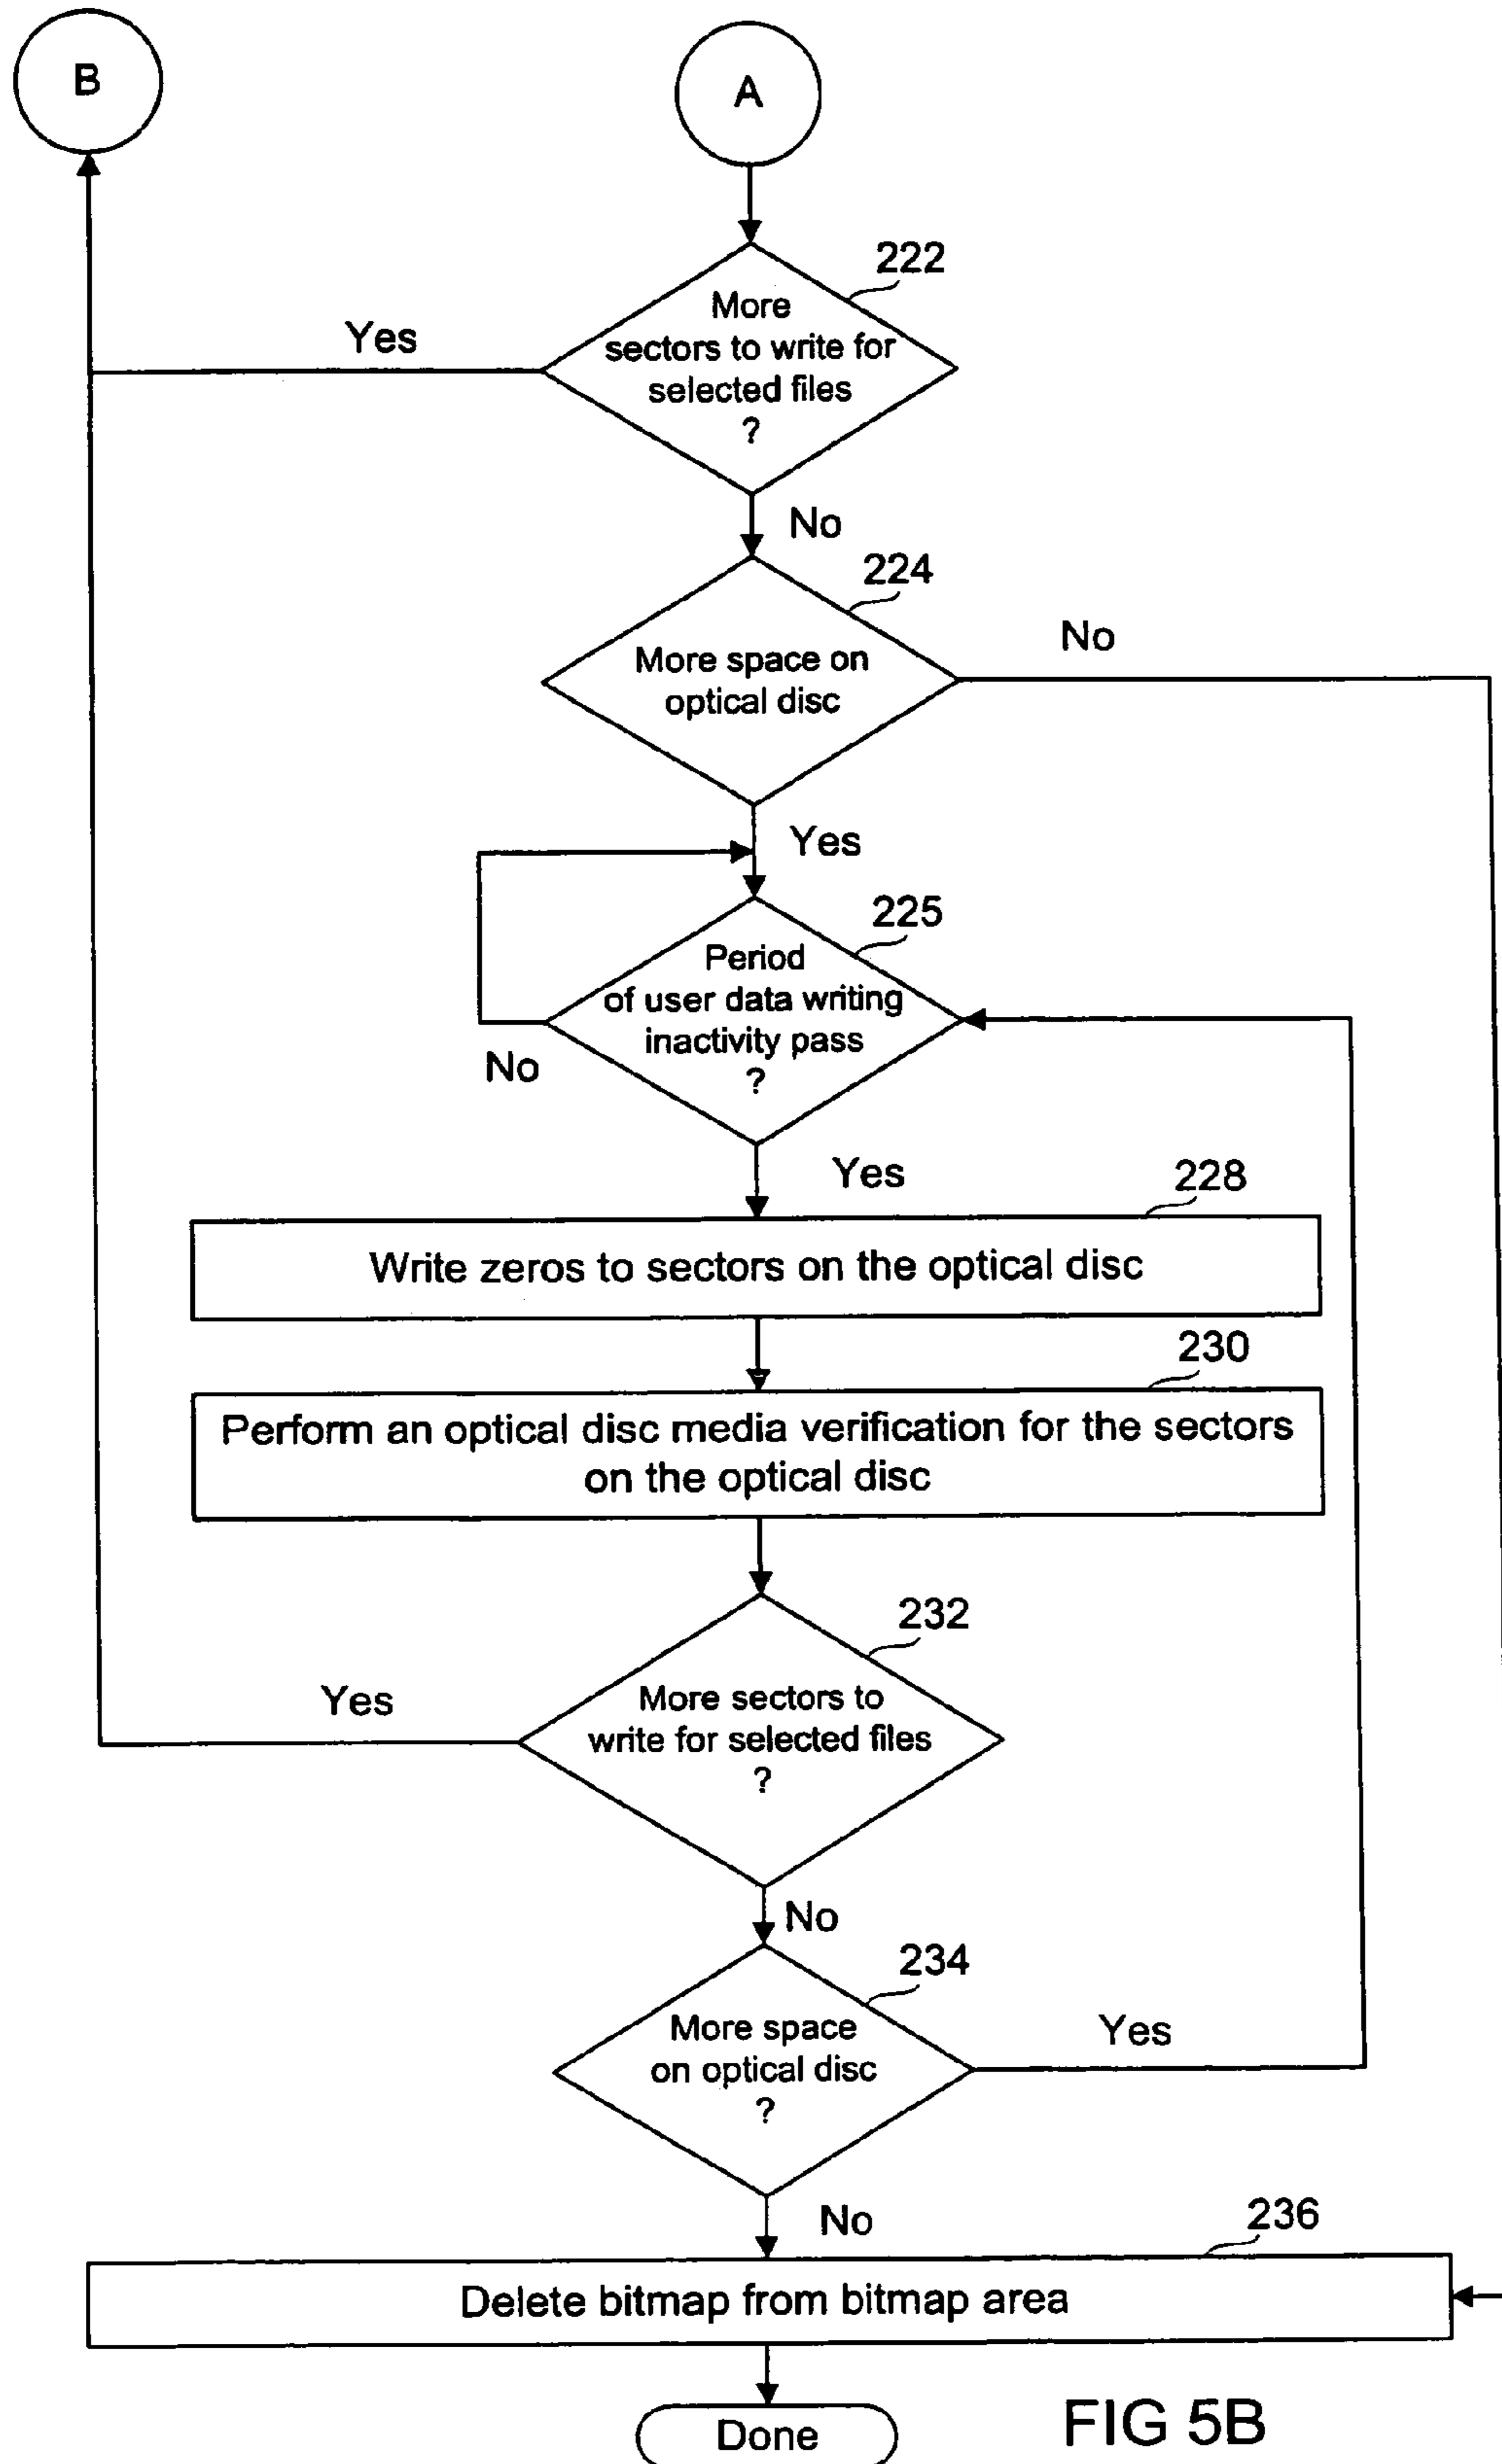 B
A
222
More
sectors to write for
selected files
?
Yes
No
224
More space on
optical disc
No
Yes
225
Period
of user data writing
inactivity pass
?
No
Yes
228
Write zeros to sectors on the optical disc
230
Perform an optical disc media verification for the sectors
on the optical disc
232
More sectors to
write for selected files
?
Yes
No
234
More space
on optical disc
?
Yes
No
236
Delete bitmap from bitmap area
Done
FIG 5B